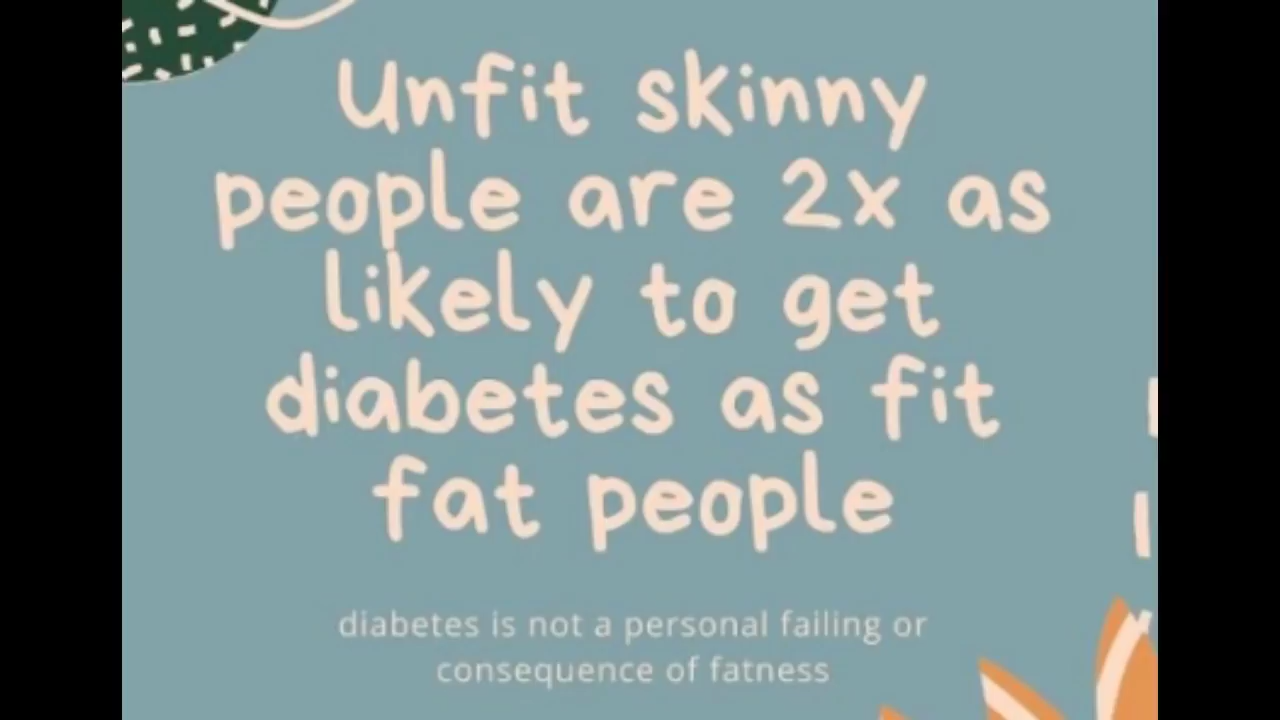 Unfit skinny
people are 2x as
likely to get
diabetes as fit
fat people
diabetes is not a personal failing or
consequence of fatness